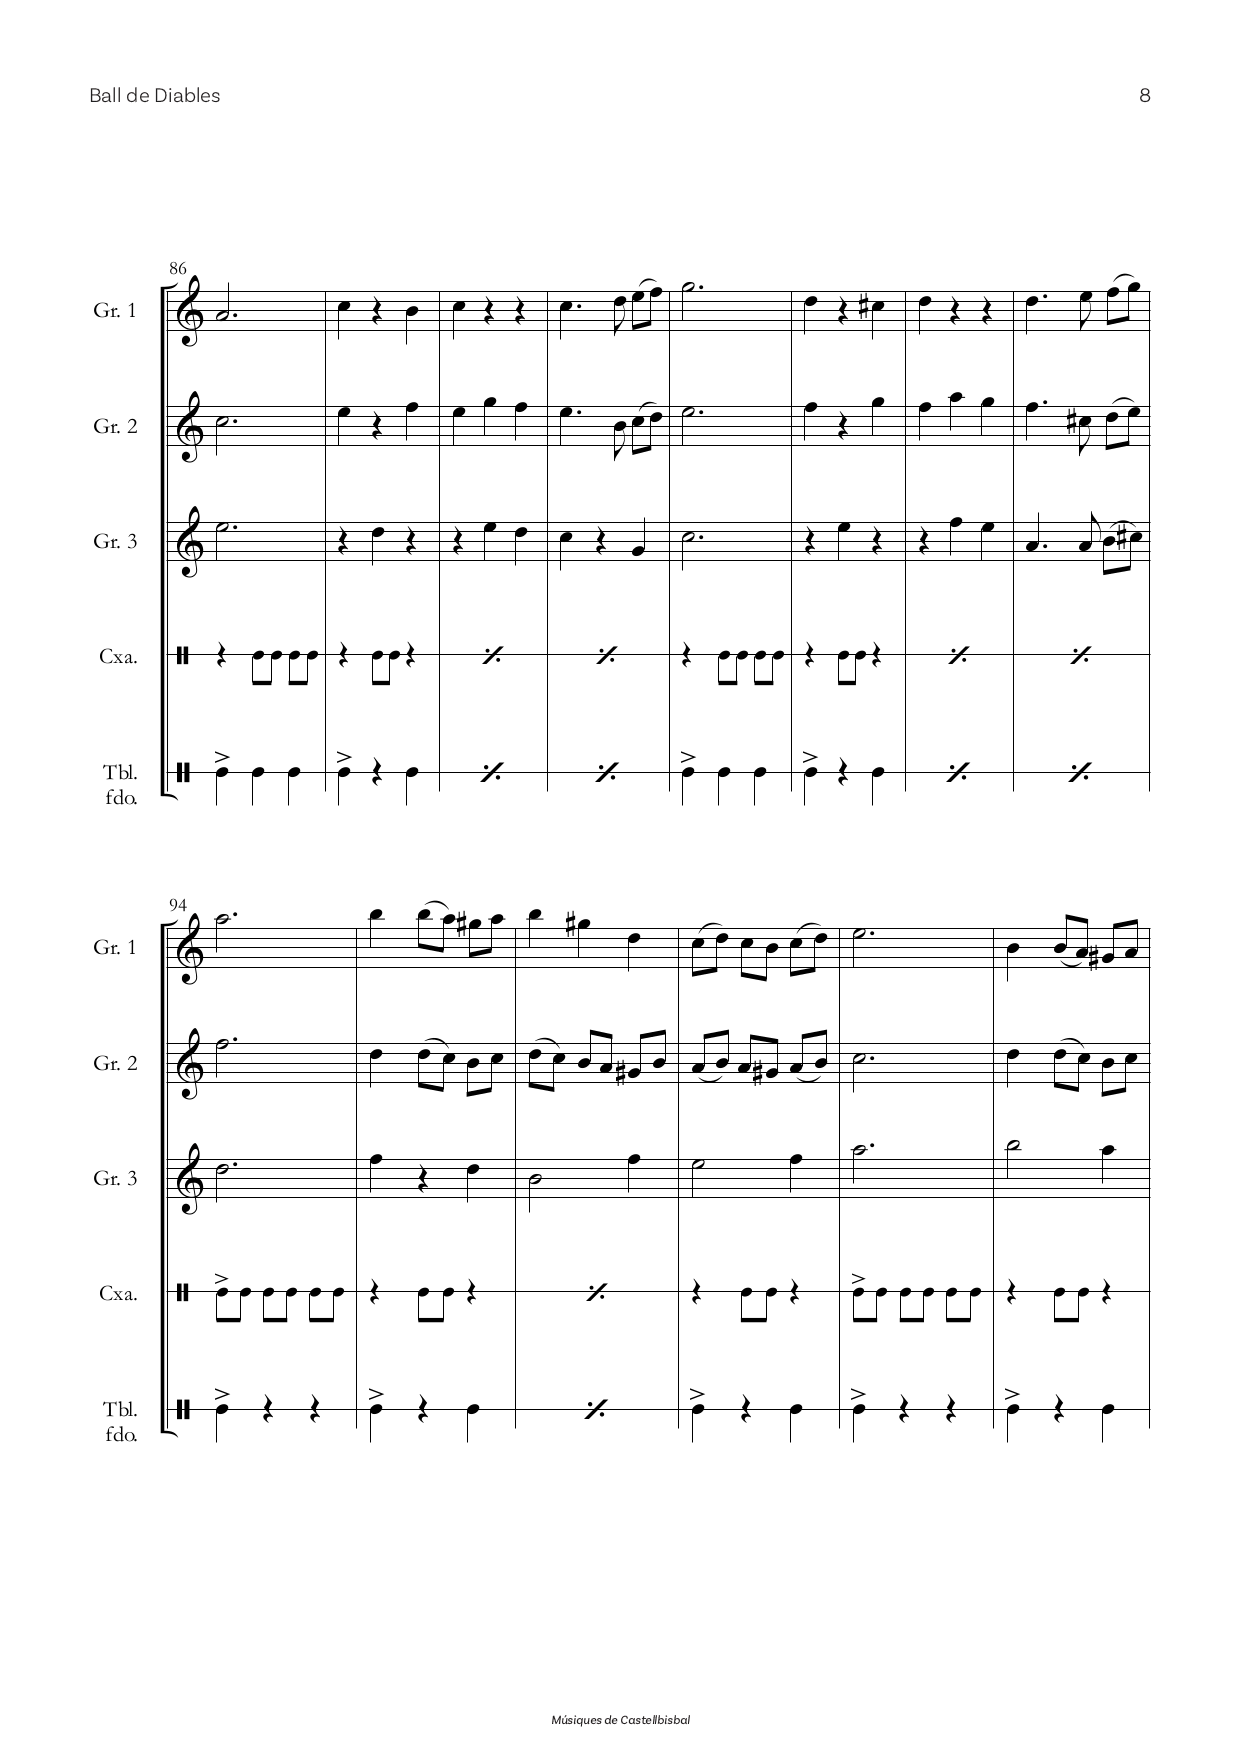 Ball de Diables 8
86
Gr. 1
Gr. 2
Gr. 3
Cxa.
Tbl.
fdo.
94
Gr. 1
Gr. 2
Gr. 3
Cxa.
Tbl.
fdo.
Músiques de Castellbisbal